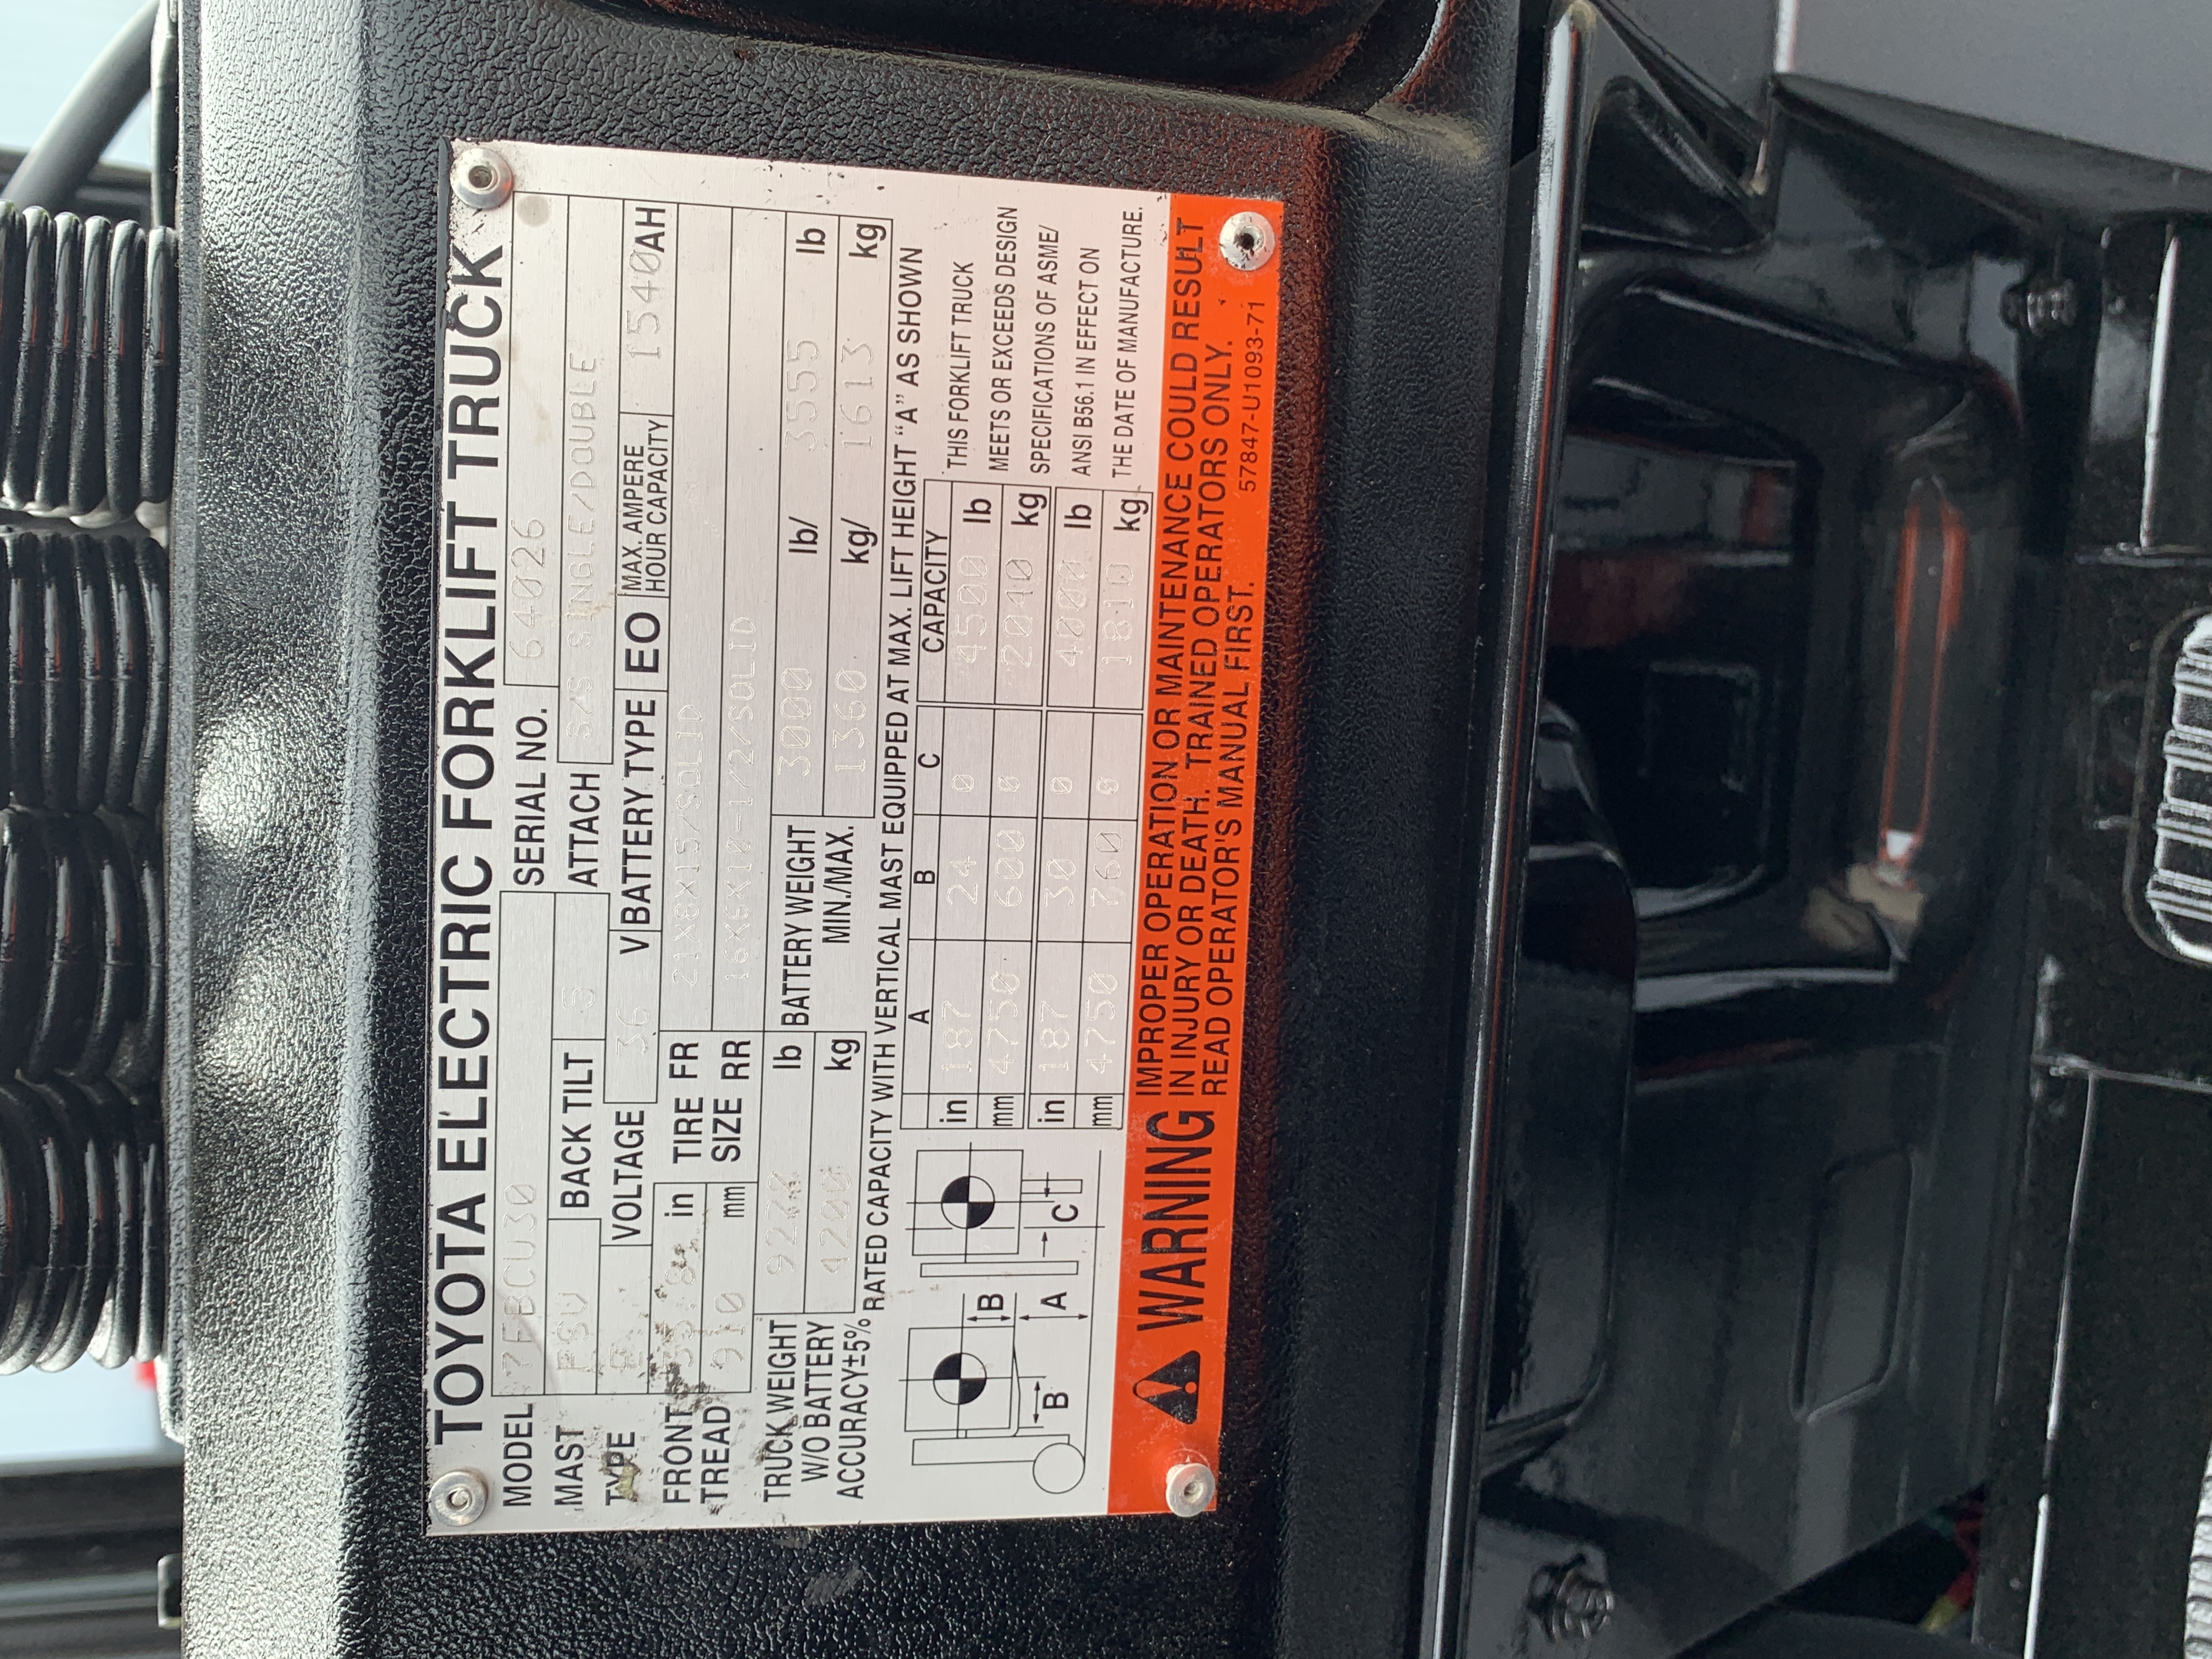 TOYOTA ELECTRIC FORKLIFT TRUCK
MODEL 7FBCU30 SERIAL NO. 64026
MAST FSV BACK TILT 5 ATTACH S/S SINGLE/DOUBLE
TYPE E VOLTAGE 36 V BATTERY TYPE EO MAX. AMPERE HOUR CAPACITY 1540 AH
FRONT TREAD 35.8 in TIRE SIZE FR 21X8X15/SOLID
910 mm RR 16X6X10-1/2/SOLID
TRUCK WEIGHT W/O BATTERY ACCURACY±5% lb BATTERY WEIGHT MIN./MAX. 3000 lb/ 3555 lb
4200 kg 1360 kg/ 1613 kg
RATED CAPACITY WITH VERTICAL MAST EQUIPPED AT MAX. LIFT HEIGHT "A" AS SHOWN
A B C CAPACITY
in 187 24 0 4500 lb
mm 4750 600 0 2040 kg
in 187 30 0 4000 lb
mm 4750 760 0 1810 kg
THIS FORKLIFT TRUCK
MEETS OR EXCEEDS DESIGN
SPECIFICATIONS OF ASME/
ANSI B56.1 IN EFFECT ON
THE DATE OF MANUFACTURE.
B B A C
WARNING
IMPROPER OPERATION OR MAINTENANCE COULD RESULT
IN INJURY OR DEATH. TRAINED OPERATORS ONLY.
READ OPERATOR'S MANUAL FIRST.
57847-U1093-71